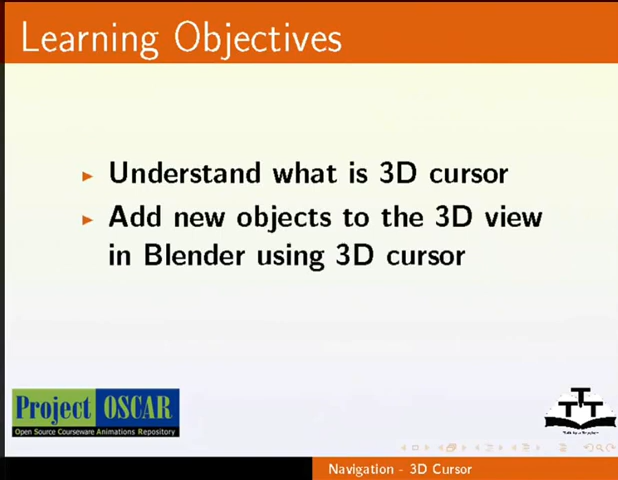 Learning Objectives
Understand what is 3D cursor
Add new objects to the 3D view
in Blender using 3D cursor
Project OSCAR
Open Source Courseware Animations Repository
TTT
Navigation - 3D Cursor